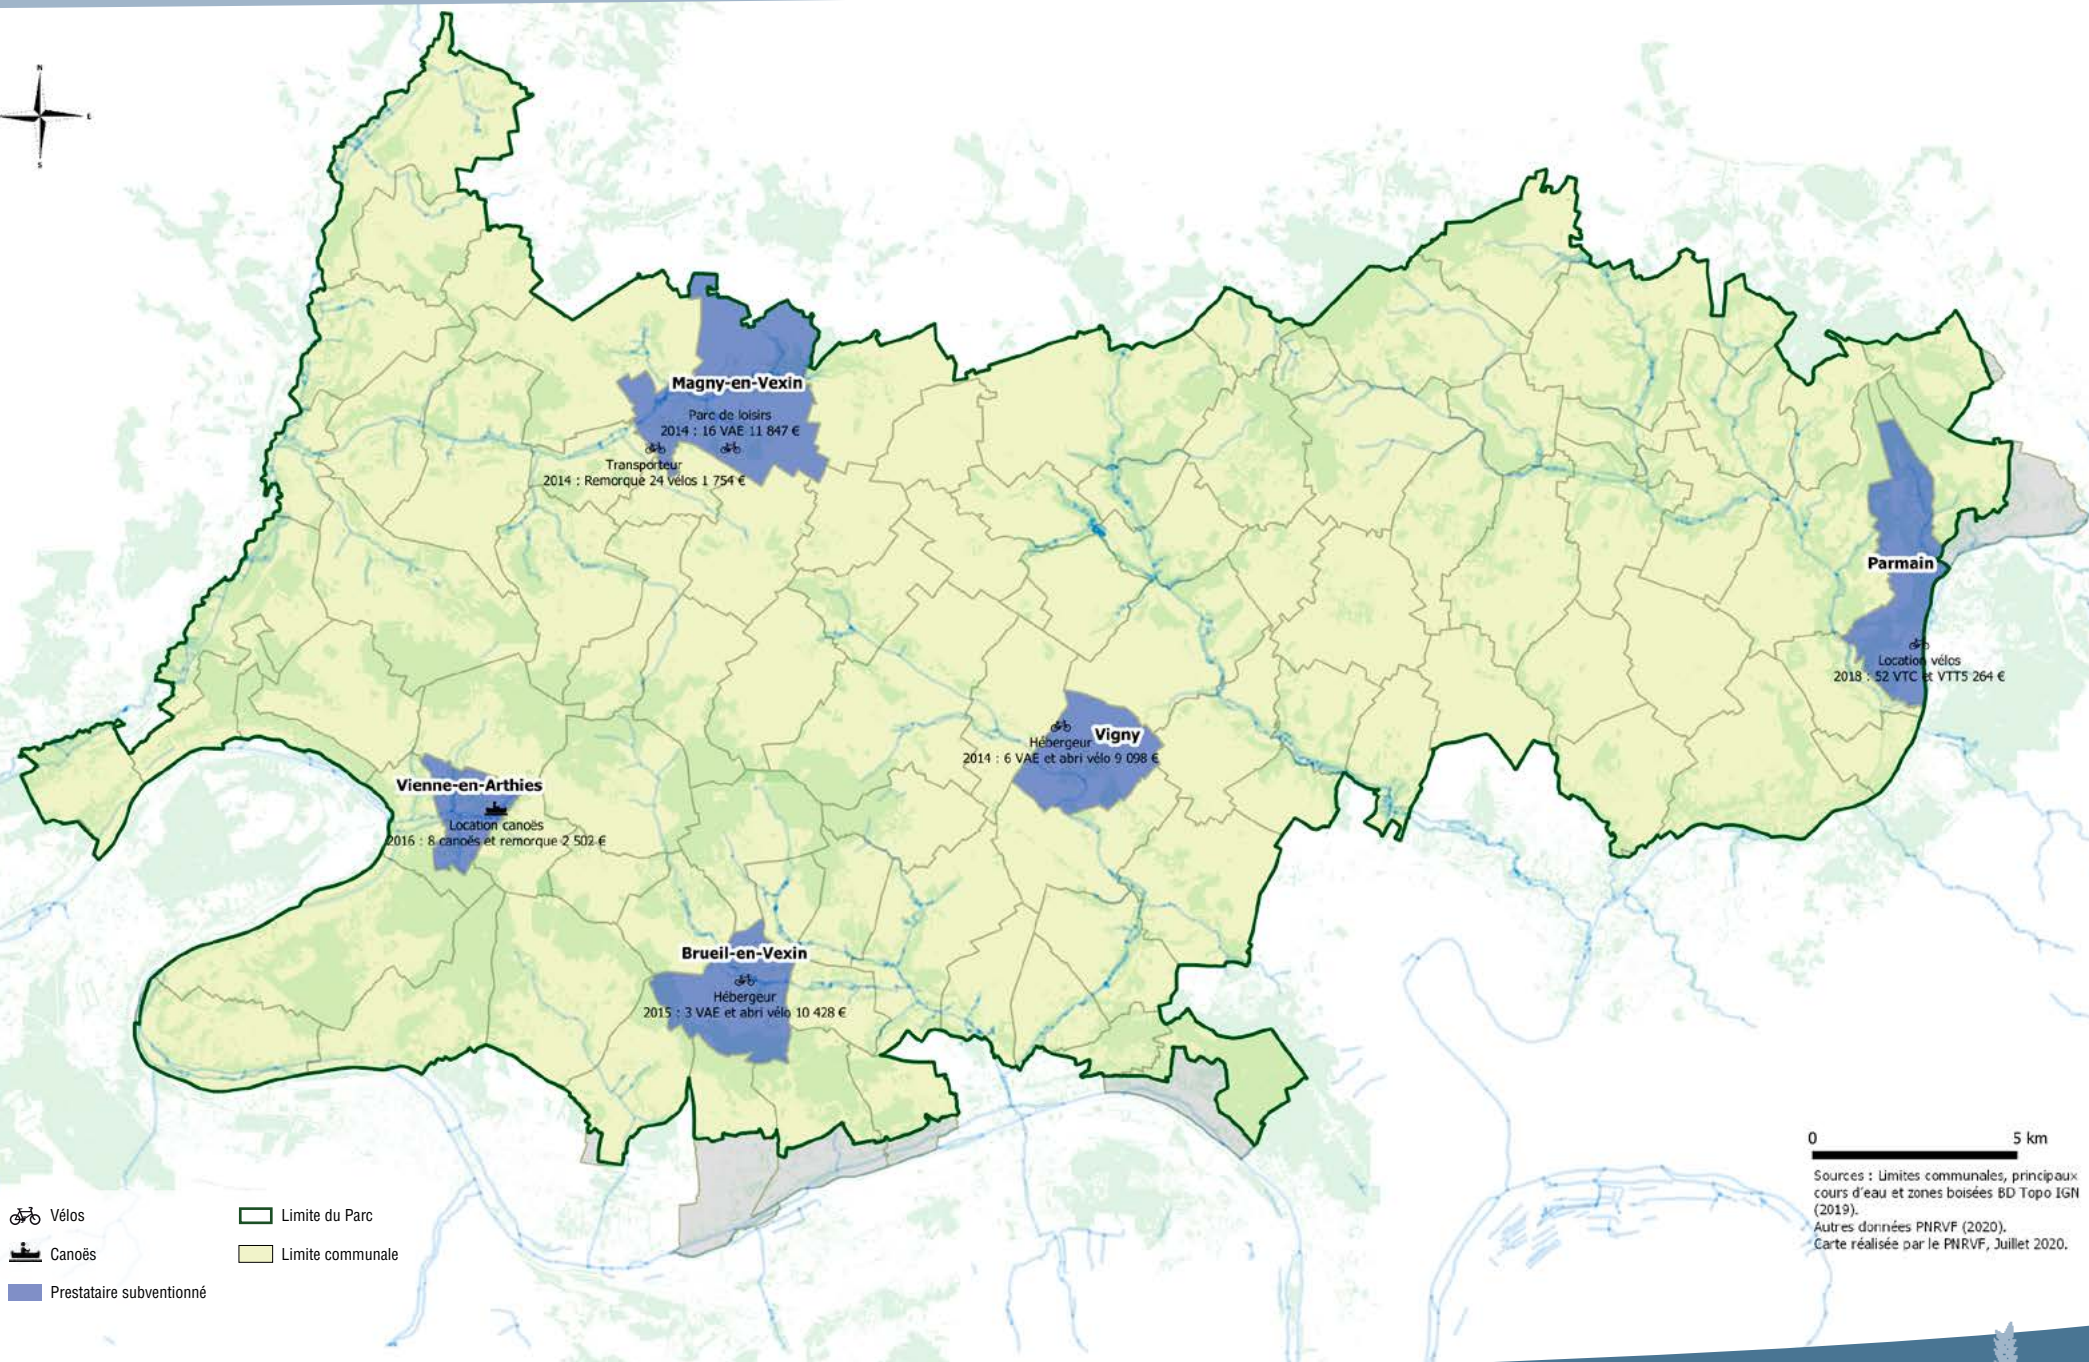 N
E
S
Magny-en-Vexin
Parc de loisirs
2014 : 16 VAE 11 847 €
Transporteur
2014 : Remorque 24 vélos 1 754 €
Parmain
Location vélos
2018 : 52 VTC et VTT5 264 €
Vigny
Hébergeur
2014 : 6 VAE et abri vélo 9 098 €
Vienne-en-Arthies
Location canoës
2016 : 8 canoës et remorque 2 502 €
Brueil-en-Vexin
Hébergeur
2015 : 3 VAE et abri vélo 10 428 €
0 5 km
Sources : Limites communales, principaux
cours d'eau et zones boisées BD Topo IGN
(2019).
Autres données PNRVF (2020).
Carte réalisée par le PNRVF, Juillet 2020.
Vélos
Limite du Parc
Canoës
Limite communale
Prestataire subventionné